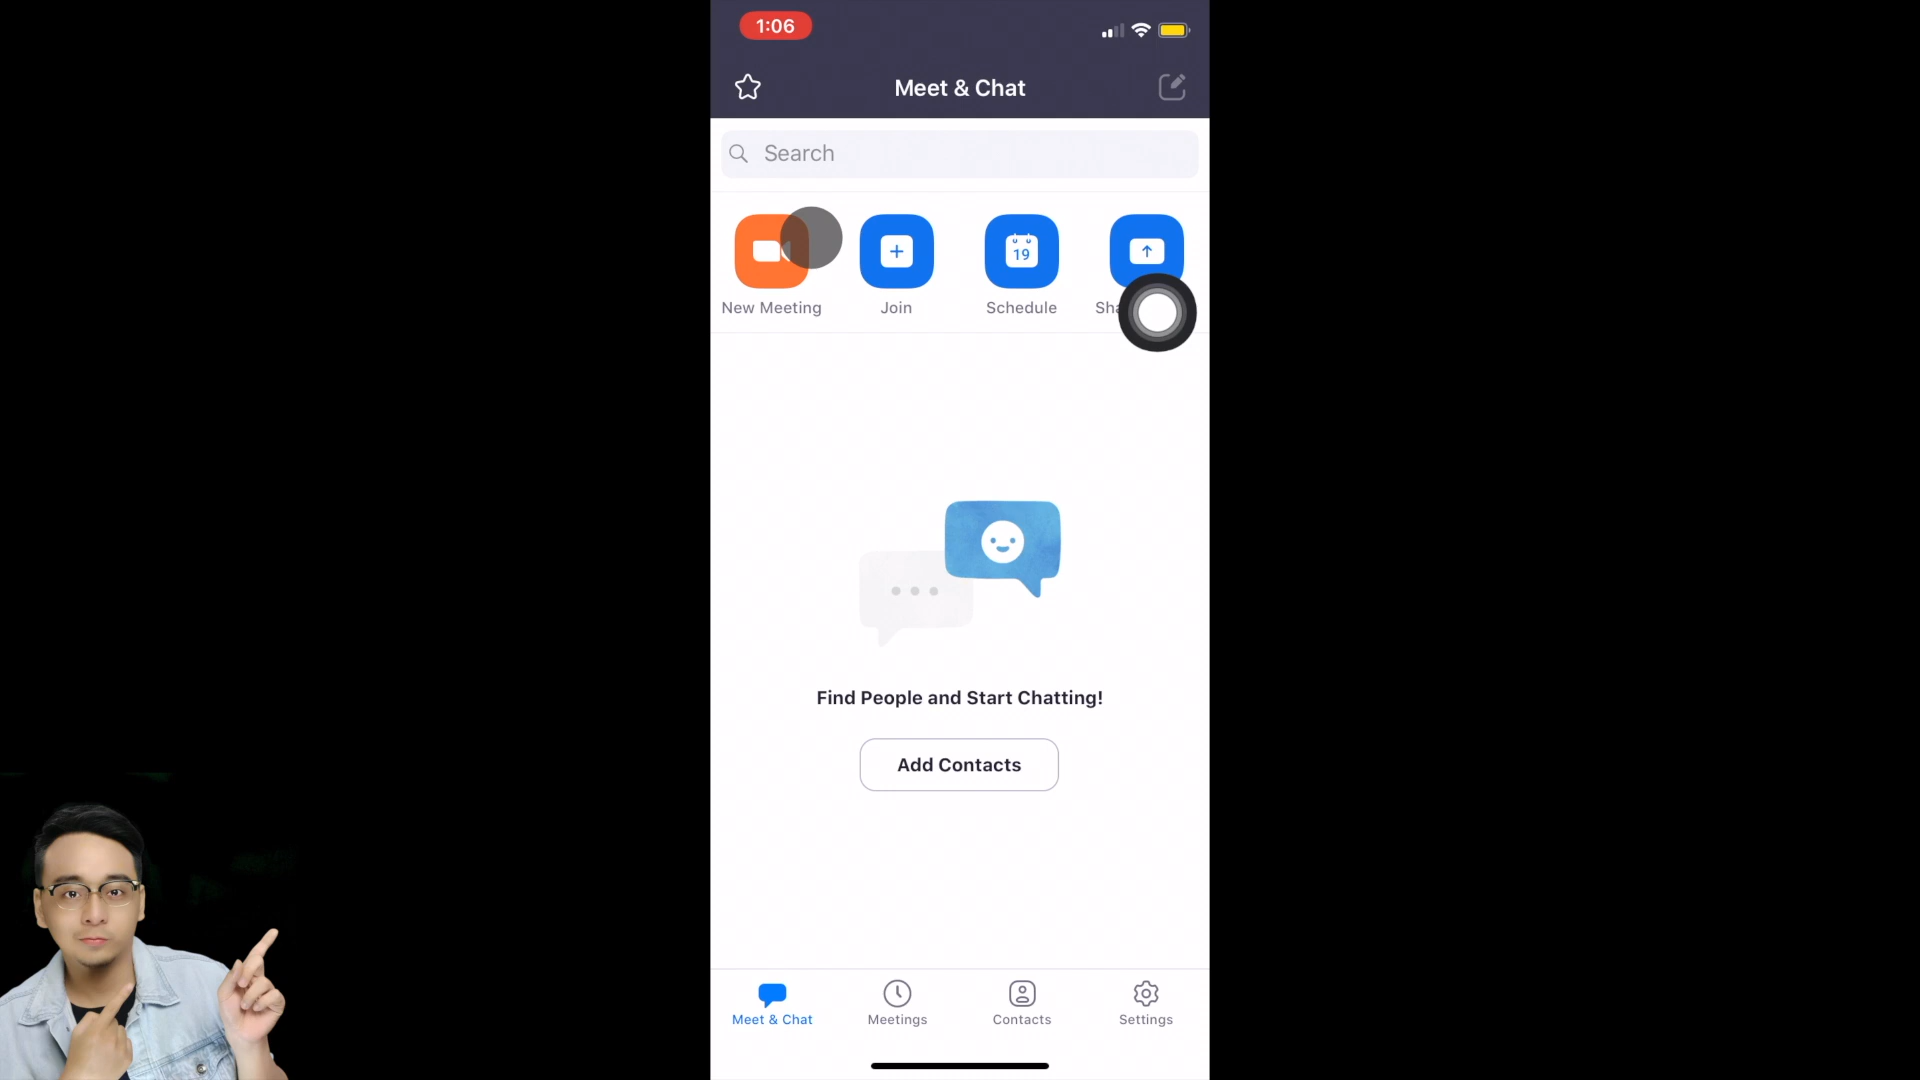 1:06
Meet & Chat
Search
19
New Meeting
Join
Schedule
Find People and Start Chatting!
Add Contacts
Meet & Chat
Meetings
Contacts
Settings